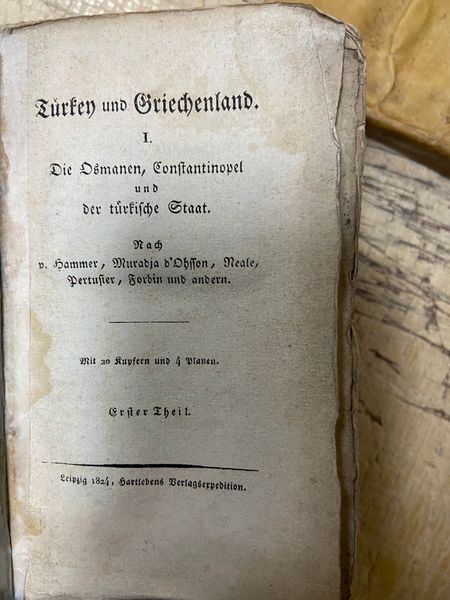 Türkey und Griechenland.
I.
Die Osmanen, Constantinopel
und
der türkische Staat.
Nach
v. Hammer, Muradja d'Ohsson, Neale,
Pertusier, Forbin und andern.
Mit 20 Kupfern und 4 Planen.
Erster Theil.
Leipzig 1824, Hartlebens Verlagsexpedition.